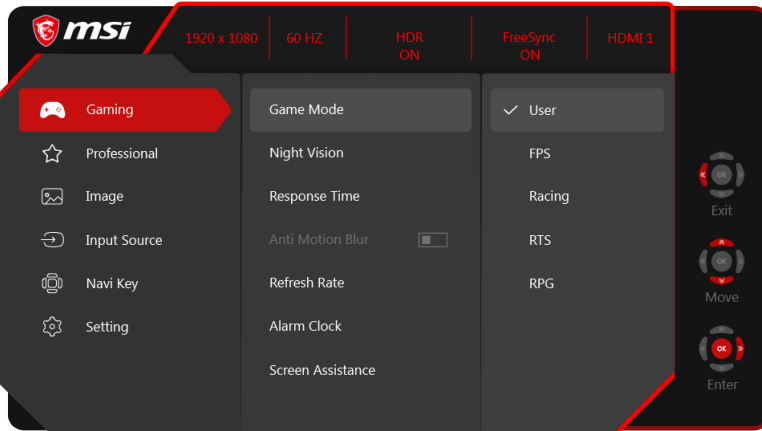 msi
1920 x 1080
60 HZ
HDR
ON
FreeSync
ON
HDMI 1
Gaming
Professional
Image
Input Source
Navi Key
Setting
Game Mode
Night Vision
Response Time
Anti Motion Blur
Refresh Rate
Alarm Clock
Screen Assistance
User
FPS
Racing
RTS
RPG
OK
Exit
OK
Move
OK
Enter